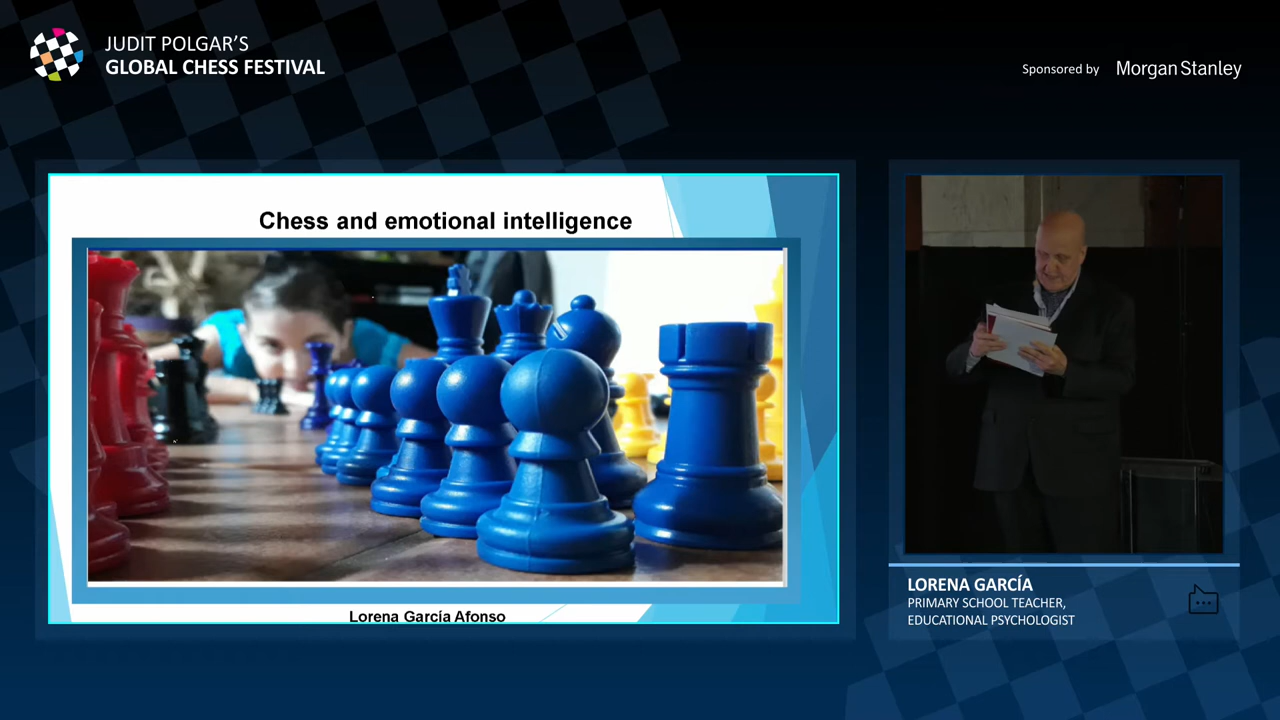 JUDIT POLGAR'S
GLOBAL CHESS FESTIVAL
Sponsored by Morgan Stanley
Chess and emotional intelligence
Lorena García Afonso
LORENA GARCÍA
PRIMARY SCHOOL TEACHER,
EDUCATIONAL PSYCHOLOGIST